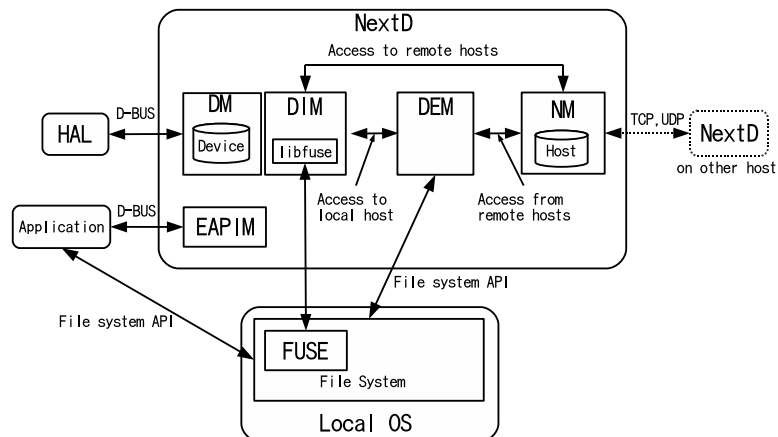 NextD
Access to remote hosts
D-BUS
DM
DIM
DEM
NM
TCP,UDP
HAL
Device
libfuse
Host
NextD
on other host
Access to
local host
Access from
remote hosts
D-BUS
Application
EAPIM
File system API
File system API
FUSE
File System
Local OS